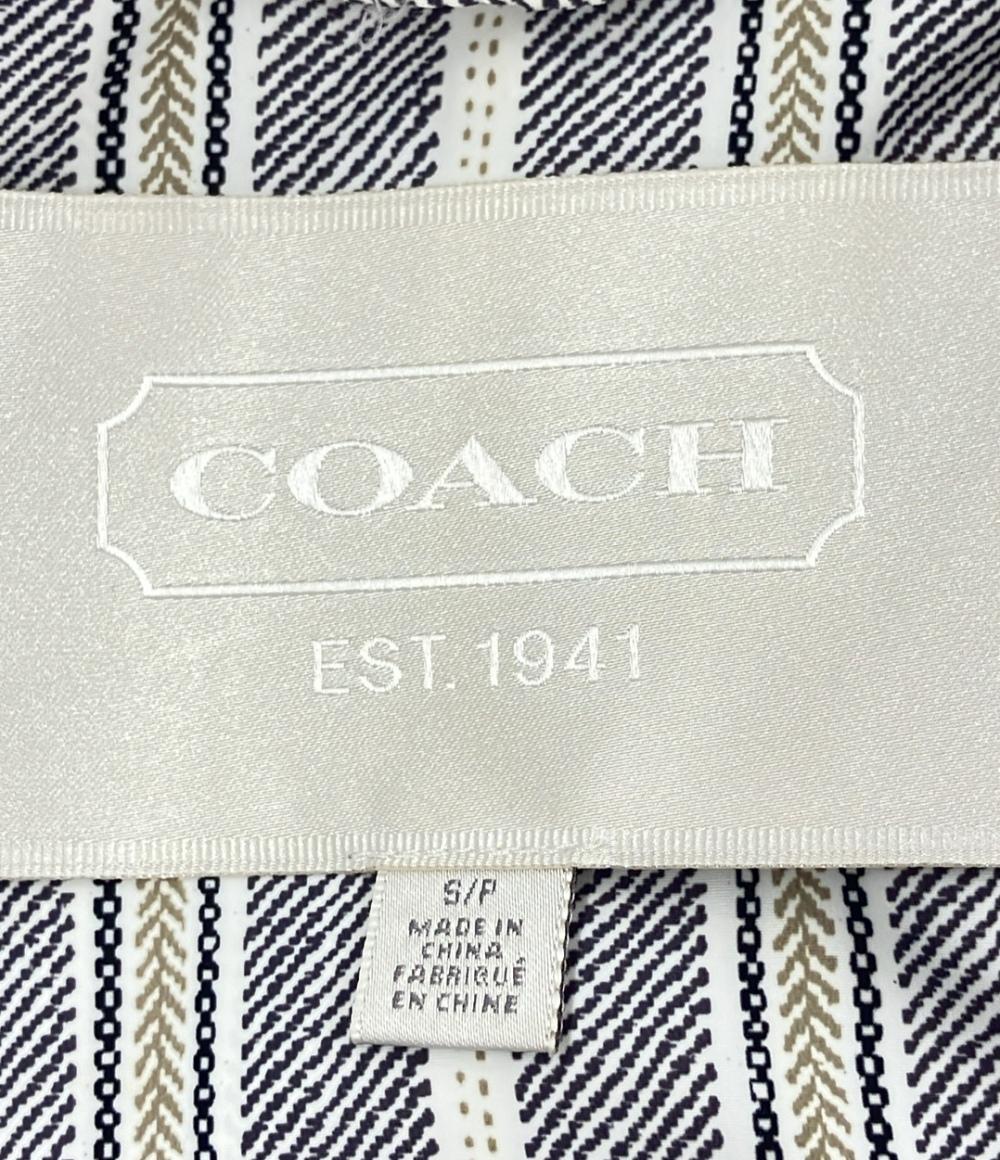 COACH
EST. 1941
S/P
MADE IN
CHINA
FABRIQUÉ
EN CHINE